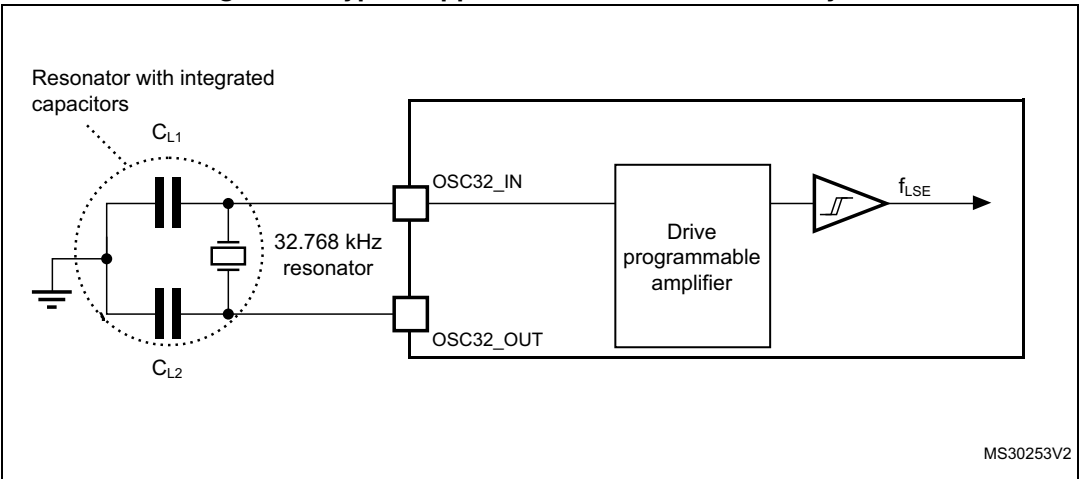 Resonator with integrated
capacitors
C_L1
OSC32_IN
f_LSE
32.768 kHz
resonator
Drive
programmable
amplifier
OSC32_OUT
C_L2
MS30253V2